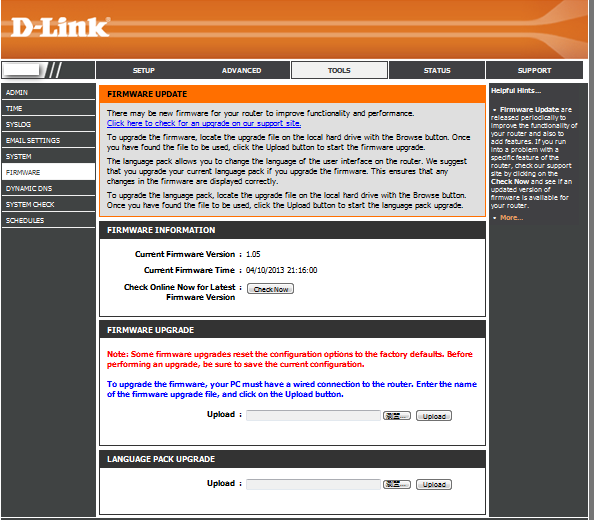 D-Link
SETUP
ADVANCED
TOOLS
STATUS
SUPPORT
ADMIN
TIME
SYSLOG
EMAIL SETTINGS
SYSTEM
FIRMWARE
DYNAMIC DNS
SYSTEM CHECK
SCHEDULES
FIRMWARE UPDATE
There may be new firmware for your router to improve functionality and performance.
Click here to check for an upgrade on our support site.
To upgrade the firmware, locate the upgrade file on the local hard drive with the Browse button. Once
you have found the file to be used, click the Upload button to start the firmware upgrade.
The language pack allows you to change the language of the user interface on the router. We suggest
that you upgrade your current language pack if you upgrade the firmware. This ensures that any
changes in the firmware are displayed correctly.
To upgrade the language pack, locate the upgrade file on the local hard drive with the Browse button.
Once you have found the file to be used, click the Upload button to start the language pack upgrade.
FIRMWARE INFORMATION
Current Firmware Version : 1.05
Current Firmware Time : 04/10/2013 21:16:00
Check Online Now for Latest : Check Now
Firmware Version
FIRMWARE UPGRADE
Note: Some firmware upgrades reset the configuration options to the factory defaults. Before
performing an upgrade, be sure to save the current configuration.
To upgrade the firmware, your PC must have a wired connection to the router. Enter the name
of the firmware upgrade file, and click on the Upload button.
Upload : Upload
LANGUAGE PACK UPGRADE
Upload : Upload
Helpful Hints...
• Firmware Update are
released periodically to
improve the functionality of
your router and also to
add features. If you run
into a problem with a
specific feature of the
router, check our support
site by clicking on the
Check Now and see if an
updated version of
firmware is available for
your router.
• More...